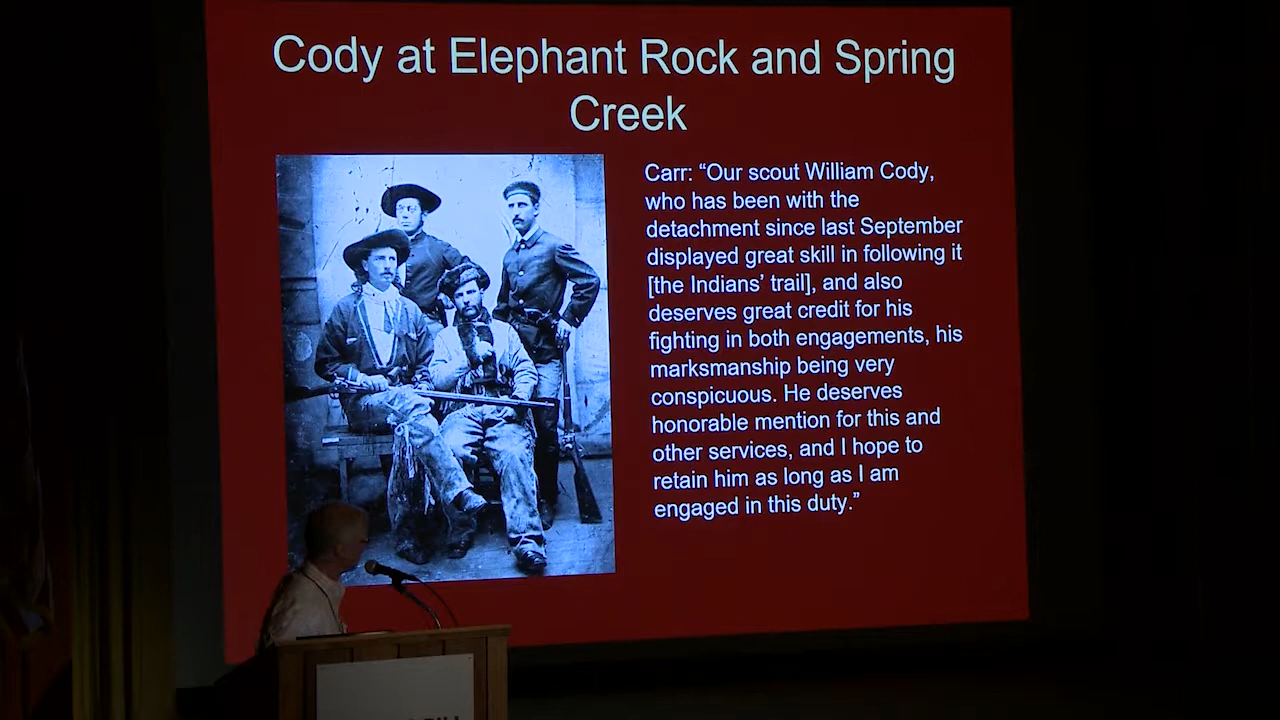 Cody at Elephant Rock and Spring
Creek
Carr: “Our scout William Cody,
who has been with the
detachment since last September
displayed great skill in following it
[the Indians’ trail], and also
deserves great credit for his
fighting in both engagements, his
marksmanship being very
conspicuous. He deserves
honorable mention for this and
other services, and I hope to
retain him as long as I am
engaged in this duty.”